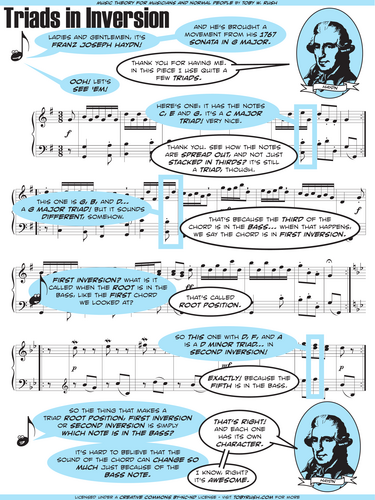 MUSIC THEORY FOR MUSICIANS AND NORMAL PEOPLE BY TOBY W. RUSH
Triads in Inversion
LADIES AND GENTLEMEN, IT'S
FRANZ JOSEPH HAYDN!
AND HE'S BROUGHT A
MOVEMENT FROM HIS 1767
SONATA IN G MAJOR.
THANK YOU FOR HAVING ME.
IN THIS PIECE I USE QUITE A
FEW TRIADS.
HAYDN
OOH! LET'S
SEE 'EM!
HERE'S ONE: IT HAS THE NOTES
C, E AND G. IT'S A C MAJOR
TRIAD! VERY NICE.
THANK YOU. SEE HOW THE NOTES
ARE SPREAD OUT, AND NOT JUST
STACKED IN THIRDS? IT'S STILL
A TRIAD, THOUGH.
THIS ONE IS G, B, AND D...
A G MAJOR TRIAD! BUT IT SOUNDS
DIFFERENT, SOMEHOW.
THAT'S BECAUSE THE THIRD OF THE
CHORD IS IN THE BASS... WHEN THAT HAPPENS,
WE SAY THE CHORD IS IN FIRST INVERSION.
FIRST INVERSION? WHAT IS IT
CALLED WHEN THE ROOT IS IN THE
BASS, LIKE THE FIRST CHORD
WE LOOKED AT?
THAT'S CALLED
ROOT POSITION.
SO THIS ONE WITH D, F, AND A
IS A D MINOR TRIAD... IN
SECOND INVERSION!
EXACTLY! BECAUSE THE
FIFTH IS IN THE BASS.
SO THE THING THAT MAKES A
TRIAD ROOT POSITION, FIRST INVERSION
OR SECOND INVERSION IS SIMPLY
WHICH NOTE IS IN THE BASS?
THAT'S RIGHT!
AND EACH ONE
HAS ITS OWN
CHARACTER.
IT'S HARD TO BELIEVE THAT THE
SOUND OF THE CHORD CAN CHANGE SO
MUCH JUST BECAUSE OF THE
BASS NOTE.
I KNOW, RIGHT?
IT'S AWESOME.
HAYDN
LICENSED UNDER A CREATIVE COMMONS BY-NC-ND LICENSE - VISIT TOBYRUSH.COM FOR MORE